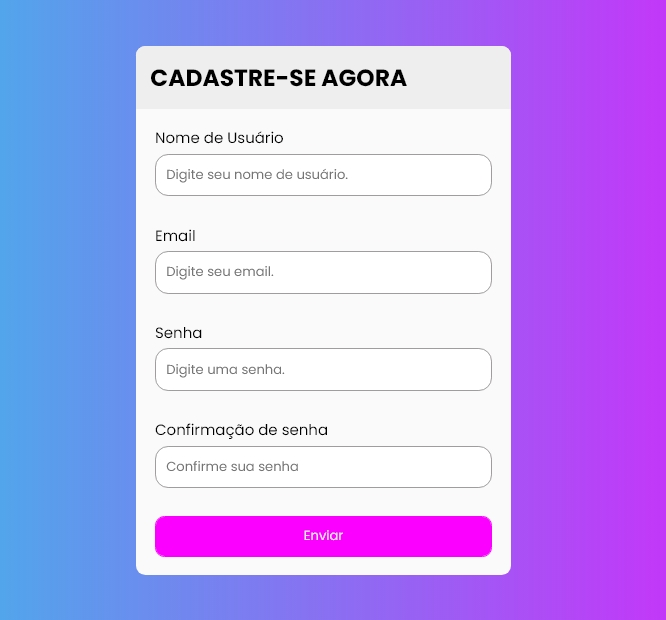 CADASTRE-SE AGORA
Nome de Usuário
Digite seu nome de usuário.
Email
Digite seu email.
Senha
Digite uma senha.
Confirmação de senha
Confirme sua senha
Enviar